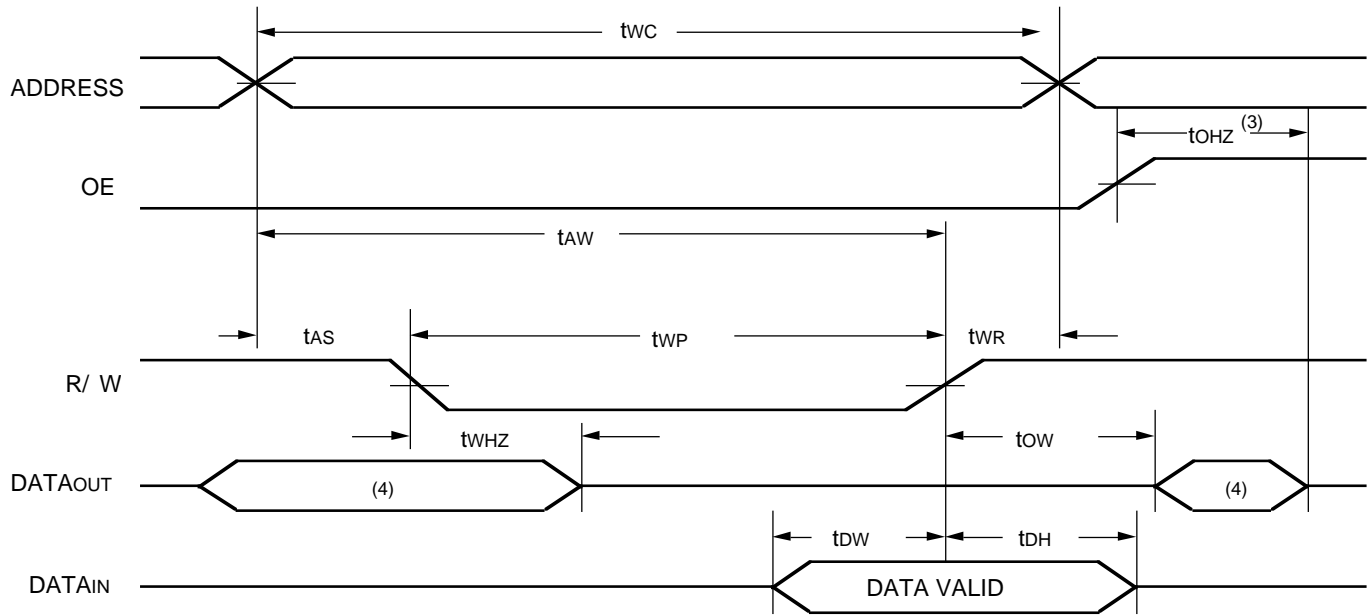 tWC
ADDRESS
tOHZ (3)
OE
tAW
tAS tWP tWR
R/ W
tWHZ tOW
DATAOUT (4) (4)
tDW tDH
DATAIN DATA VALID